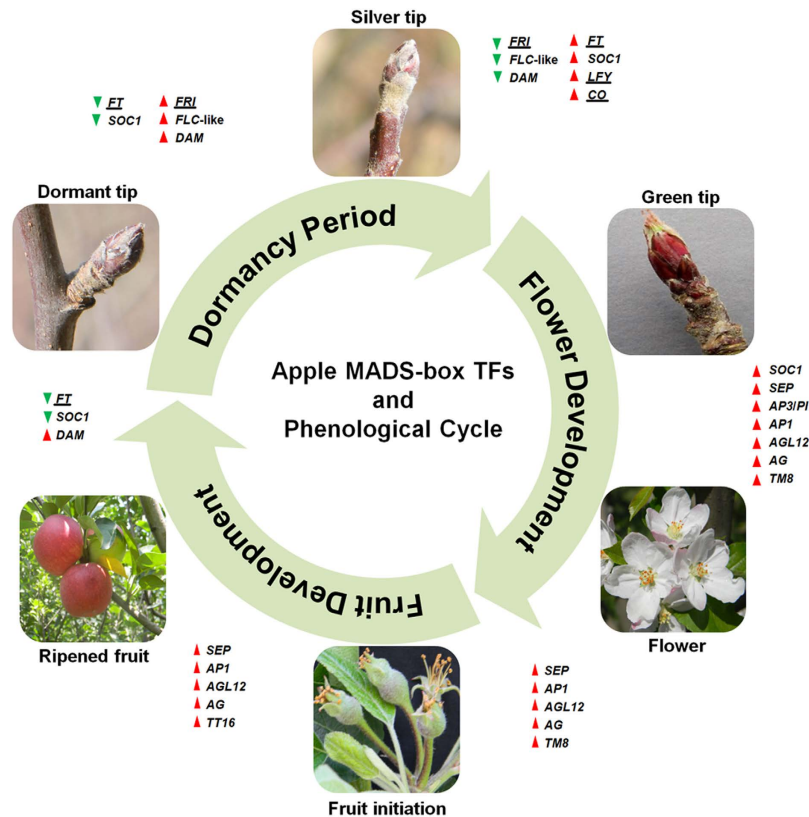 Silver tip
▼ FRI ▲ FT
▼ FLC-like ▲ SOC1
▼ DAM ▲ LFY
▲ CO
▼ FT ▲ FRI
▼ SOC1 ▲ FLC-like
▲ DAM
Dormant tip
Green tip
Dormancy Period
Flower Development
Fruit Development
Apple MADS-box TFs
and
Phenological Cycle
▲ SOC1
▲ SEP
▲ AP3/PI
▲ AP1
▲ AGL12
▲ AG
▲ TM8
▼ FT
▼ SOC1
▲ DAM
Ripened fruit
Flower
▲ SEP
▲ AP1
▲ AGL12
▲ AG
▲ TT16
▲ SEP
▲ AP1
▲ AGL12
▲ AG
▲ TM8
Fruit initiation